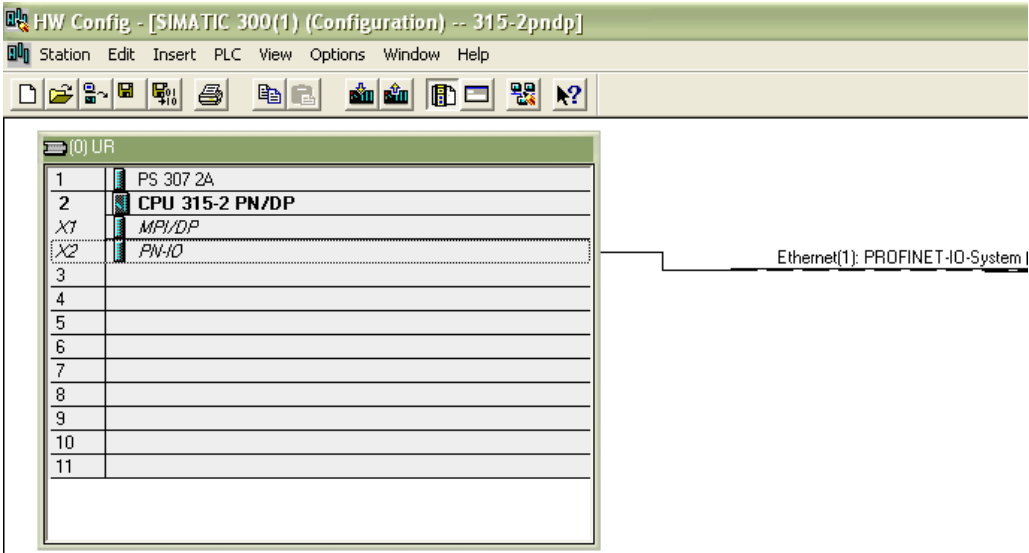 HW Config - [SIMATIC 300(1) (Configuration) -- 315-2pndp]
Station Edit Insert PLC View Options Window Help
(0) UR
1 PS 307 2A
2 CPU 315-2 PN/DP
X1 MPI/DP
X2 PN-IO
Ethernet(1): PROFINET-IO-System
3
4
5
6
7
8
9
10
11